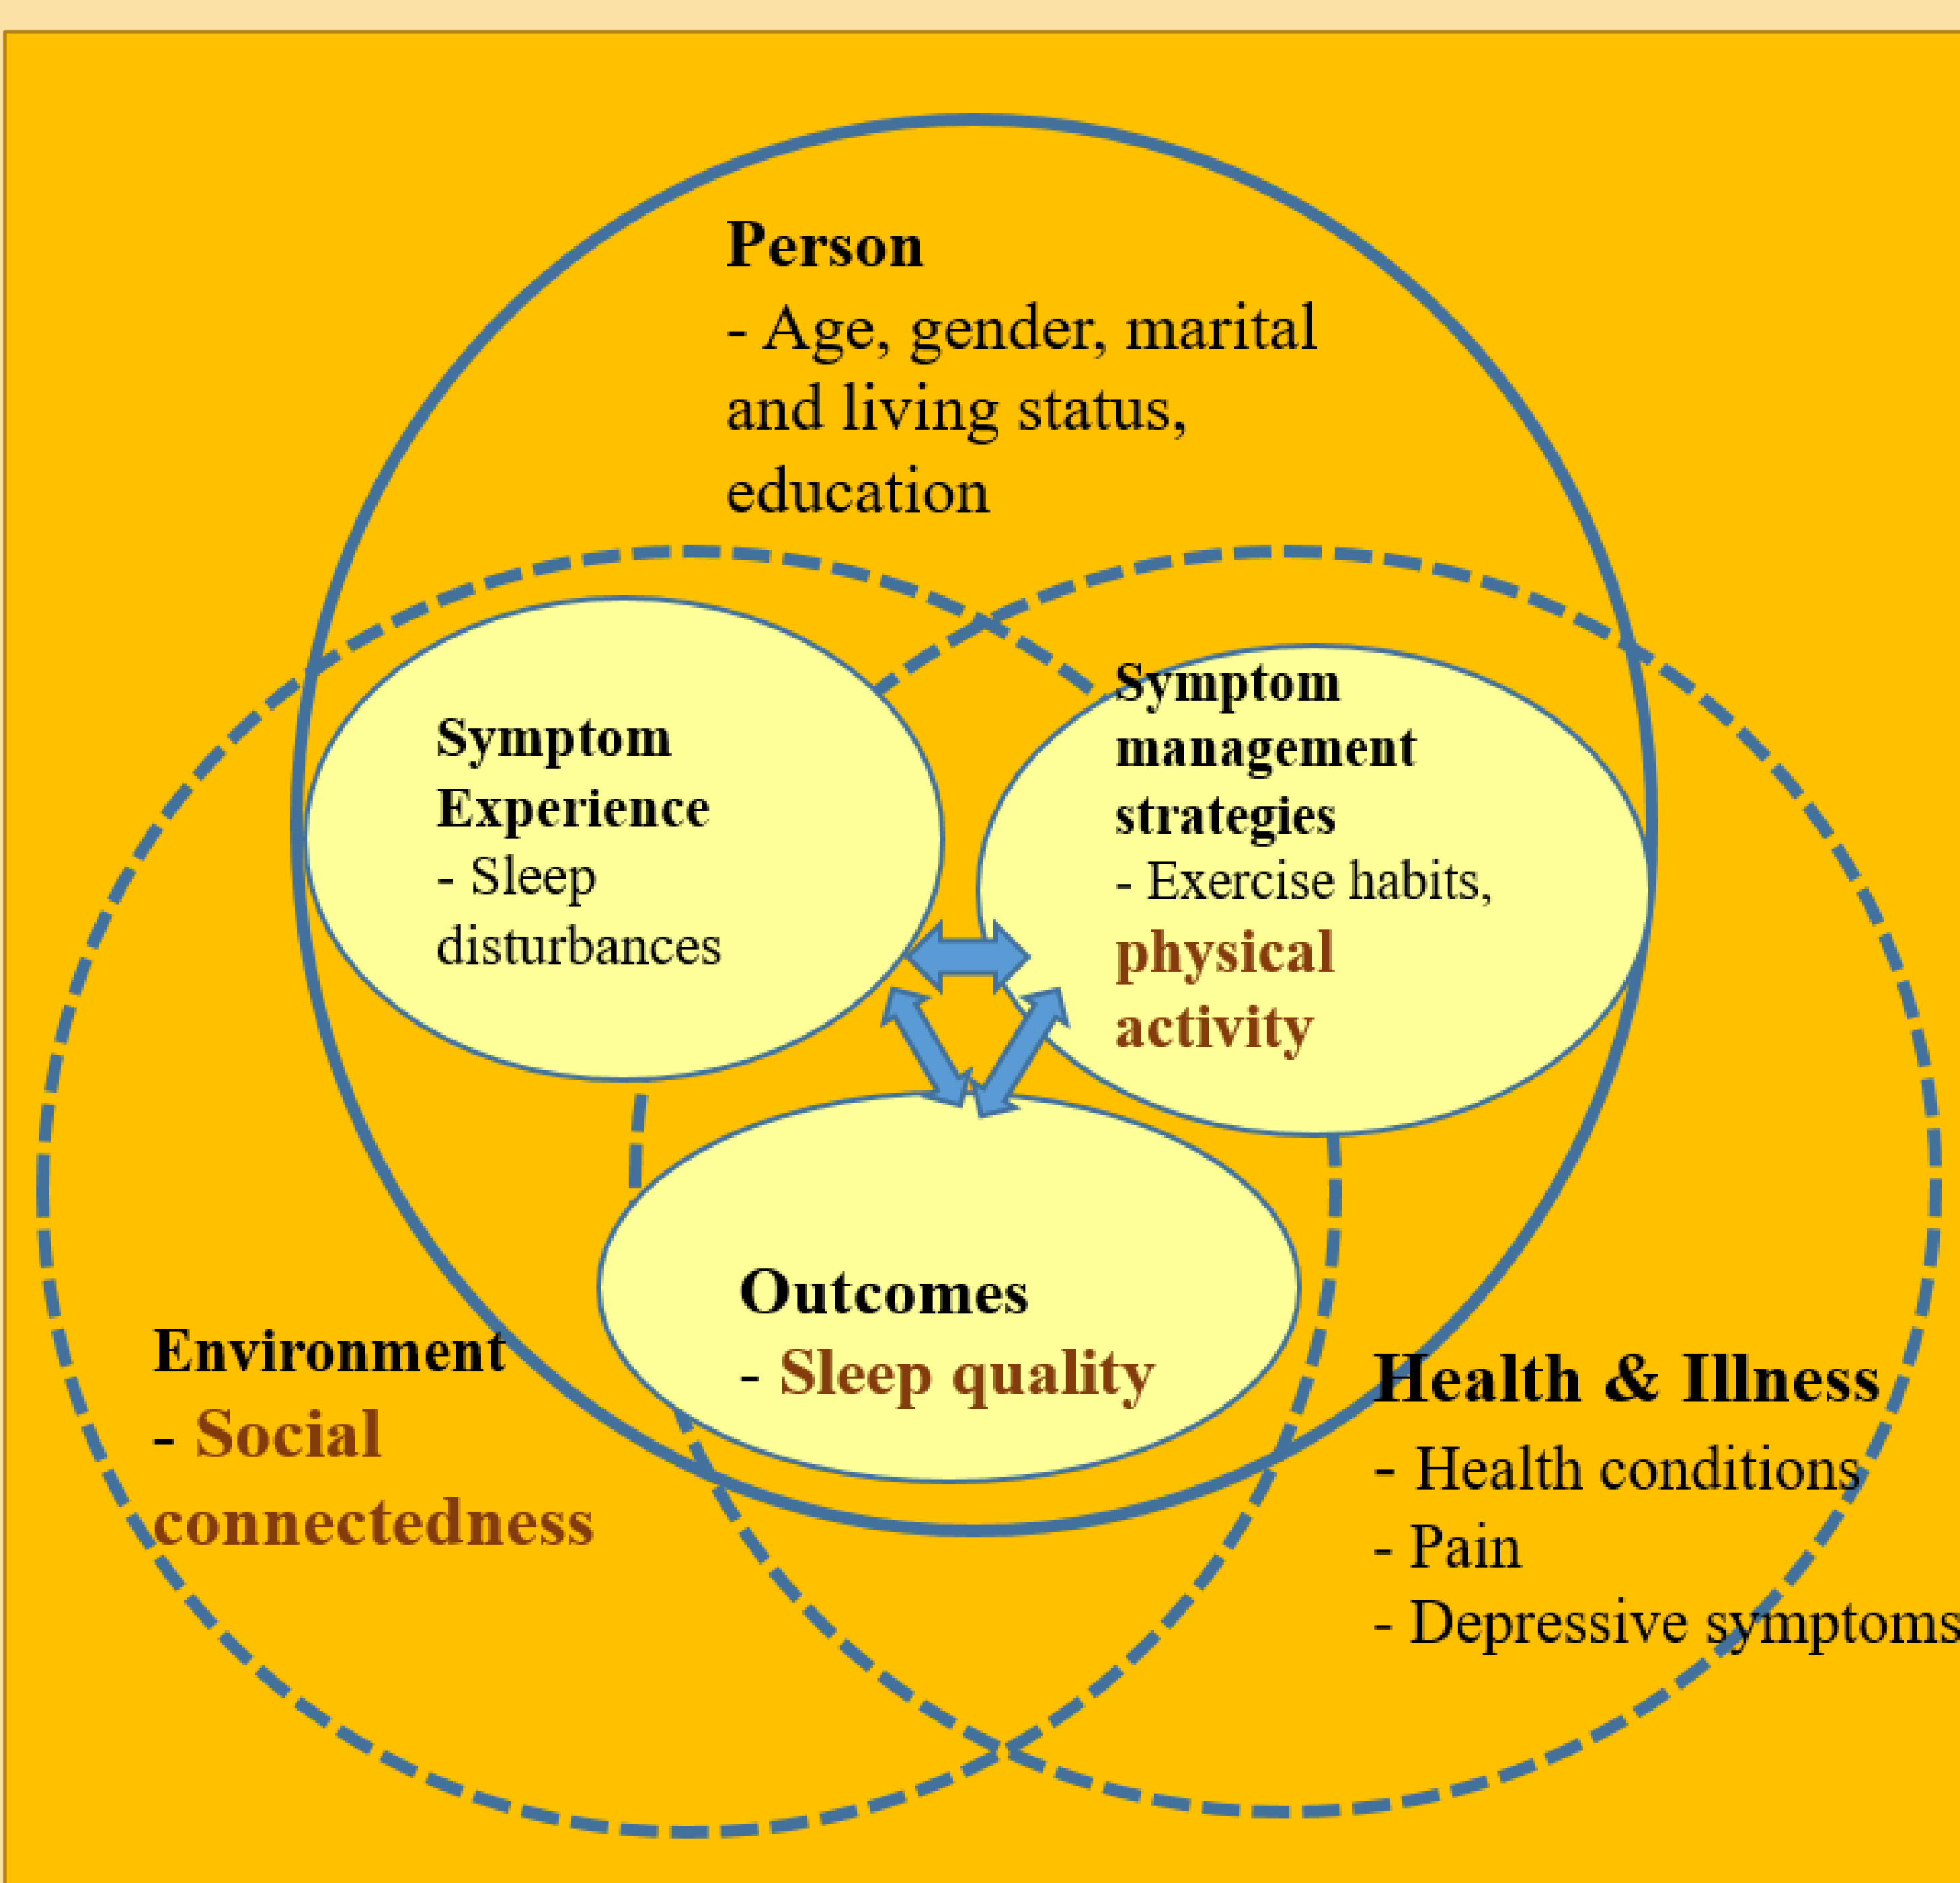 Person
- Age, gender, marital
and living status,
education
Symptom
Experience
- Sleep
disturbances
Symptom
management
strategies
- Exercise habits,
physical
activity
Outcomes
- Sleep quality
Environment
- Social
connectedness
Health & Illness
- Health conditions
- Pain
- Depressive symptoms